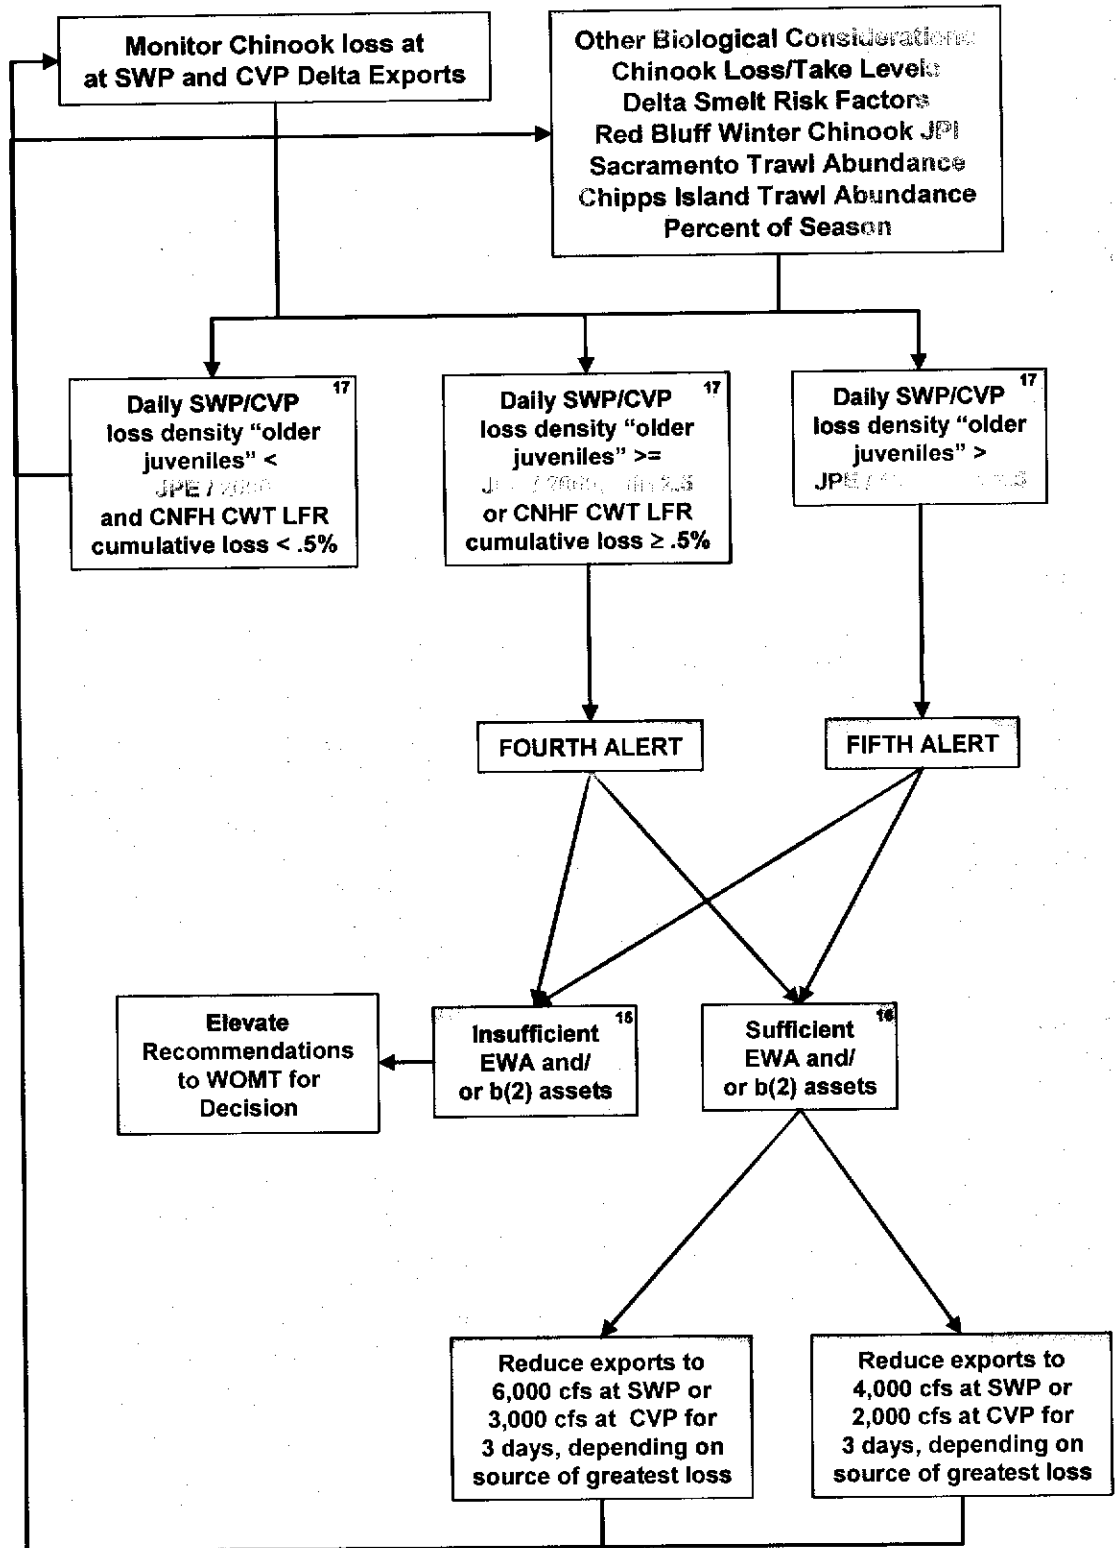 Monitor Chinook loss at
at SWP and CVP Delta Exports
Other Biological Considerations
Chinook Loss/Take Levels
Delta Smelt Risk Factors
Red Bluff Winter Chinook JPI
Sacramento Trawl Abundance
Chipps Island Trawl Abundance
Percent of Season
17
Daily SWP/CVP
loss density "older
juveniles" <
JPE / 2000
and CNFH CWT LFR
cumulative loss < .5%
17
Daily SWP/CVP
loss density "older
juveniles" >=
or CNHF CWT LFR
cumulative loss ≥ .5%
17
Daily SWP/CVP
loss density "older
juveniles" >
JPE /
FOURTH ALERT
FIFTH ALERT
Elevate
Recommendations
to WOMT for
Decision
15
Insufficient
EWA and/
or b(2) assets
16
Sufficient
EWA and/
or b(2) assets
Reduce exports to
6,000 cfs at SWP or
3,000 cfs at CVP for
3 days, depending on
source of greatest loss
Reduce exports to
4,000 cfs at SWP or
2,000 cfs at CVP for
3 days, depending on
source of greatest loss